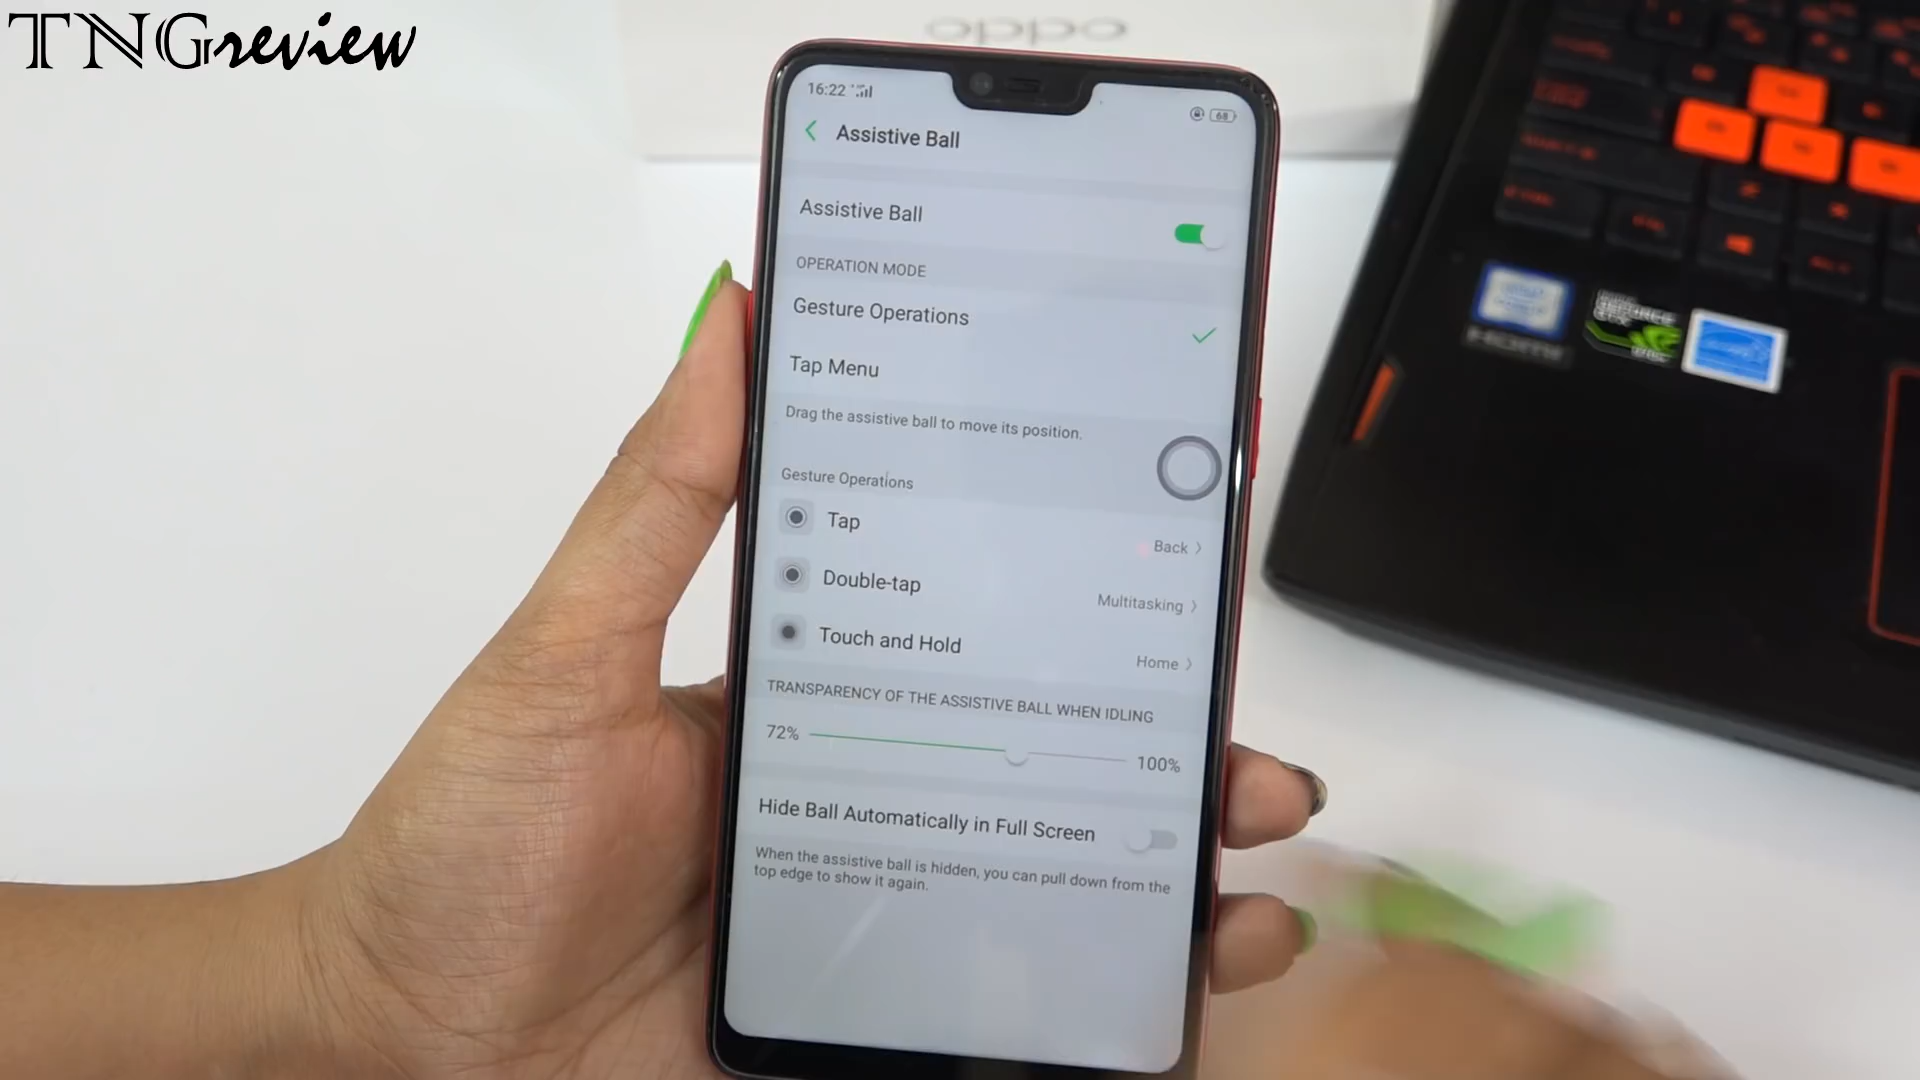 TNGreview
oppo
16:22
68
Assistive Ball
Assistive Ball
OPERATION MODE
Gesture Operations
Tap Menu
Drag the assistive ball to move its position.
Gesture Operations
Tap
Back
Double-tap
Multitasking
Touch and Hold
Home
TRANSPARENCY OF THE ASSISTIVE BALL WHEN IDLING
72%
100%
Hide Ball Automatically in Full Screen
When the assistive ball is hidden, you can pull down from the
top edge to show it again.
GEFORCE